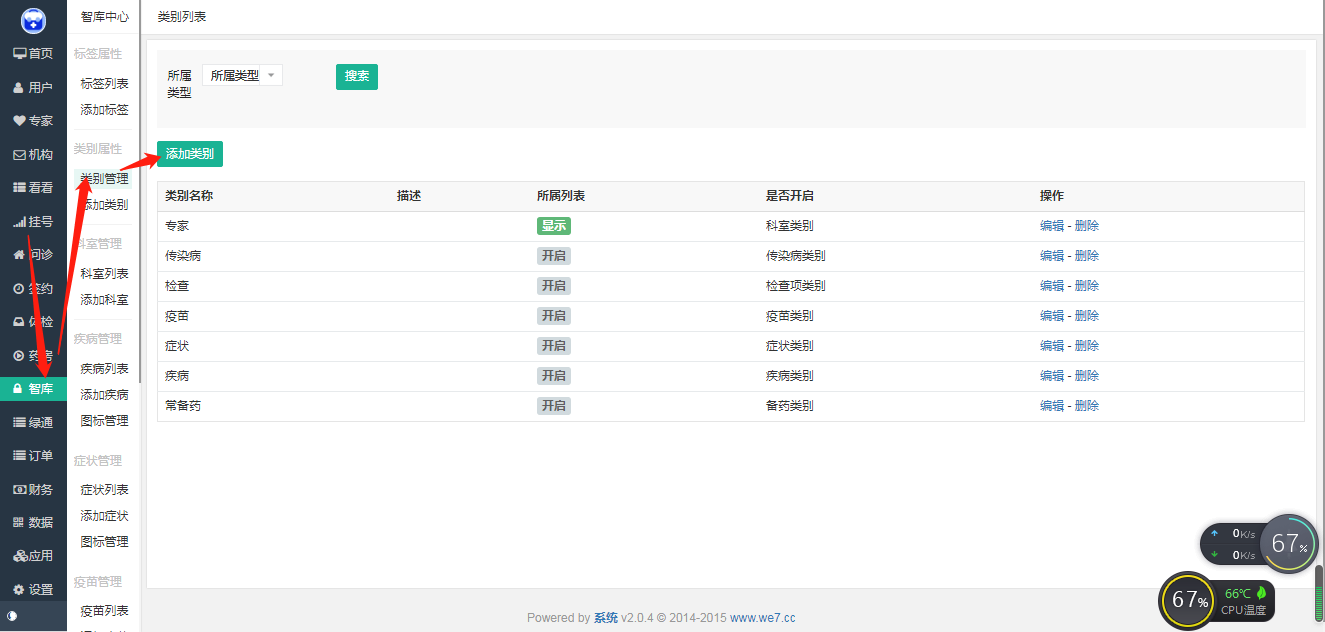 首页
用户
专家
机构
看看
挂号
问诊
签约
体检
药房
智库
绿通
订单
财务
数据
应用
设置
智库中心
标签属性
标签列表
添加标签
类别属性
类别管理
添加类别
科室管理
科室列表
添加科室
疾病管理
疾病列表
添加疾病
图标管理
症状管理
症状列表
添加症状
图标管理
疫苗管理
疫苗列表
类别列表
所属类型 所属类型 搜索
添加类别
类别名称 描述 所属列表 是否开启 操作
专家 显示 科室类别 编辑 - 删除
传染病 开启 传染病类别 编辑 - 删除
检查 开启 检查项类别 编辑 - 删除
疫苗 开启 疫苗类别 编辑 - 删除
症状 开启 症状类别 编辑 - 删除
疾病 开启 疾病类别 编辑 - 删除
常备药 开启 备药类别 编辑 - 删除
0K/s
0K/s
67%
67%
66℃
CPU温度
Powered by 系统 v2.0.4 © 2014-2015 www.we7.cc